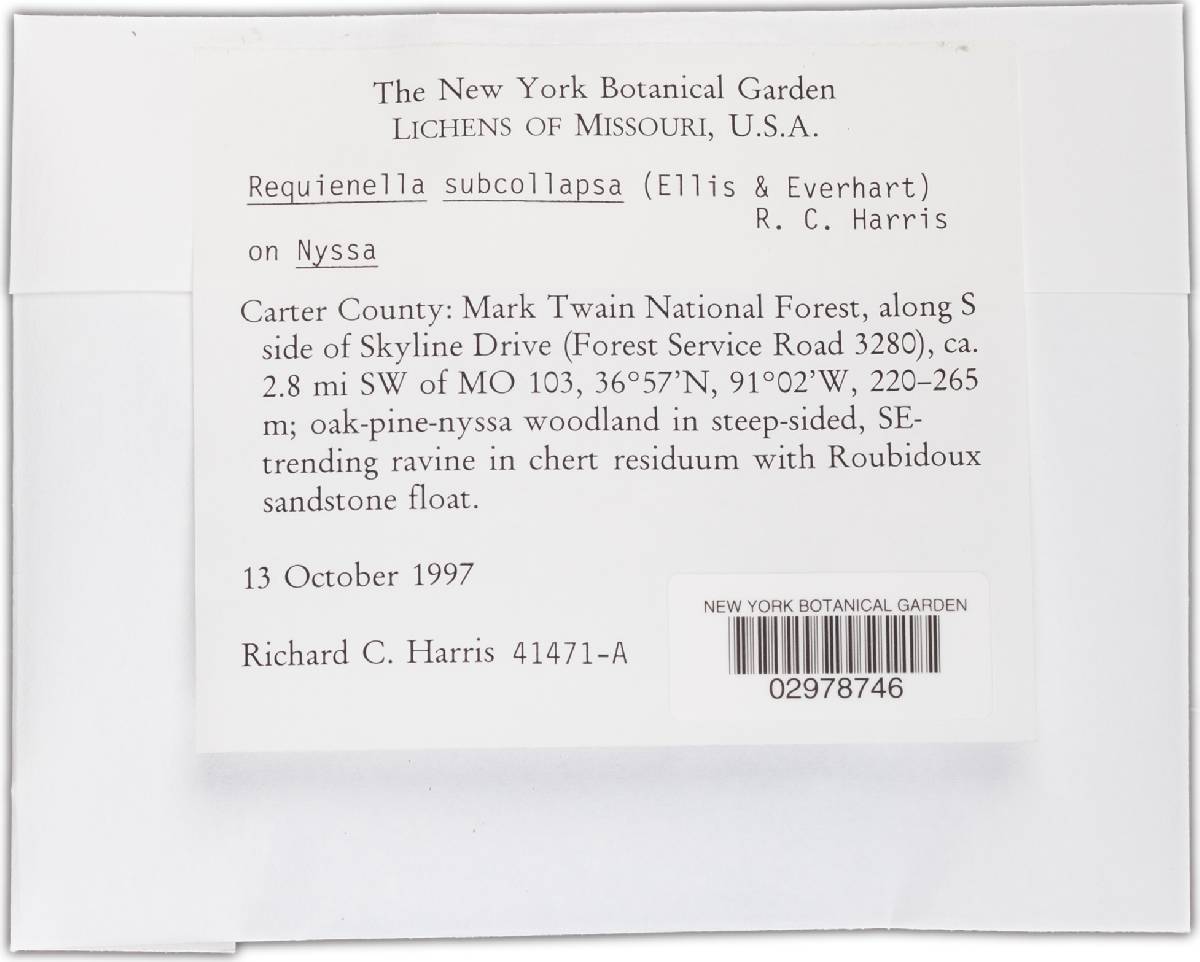 The New York Botanical Garden
LICHENS OF MISSOURI, U.S.A.
Requienella subcollapsa (Ellis & Everhart)
R. C. Harris
on Nyssa
Carter County: Mark Twain National Forest, along S
side of Skyline Drive (Forest Service Road 3280), ca.
2.8 mi SW of MO 103, 36°57'N, 91°02'W, 220–265
m; oak-pine-nyssa woodland in steep-sided, SE-
trending ravine in chert residuum with Roubidoux
sandstone float.
13 October 1997
Richard C. Harris 41471-A
NEW YORK BOTANICAL GARDEN
02978746